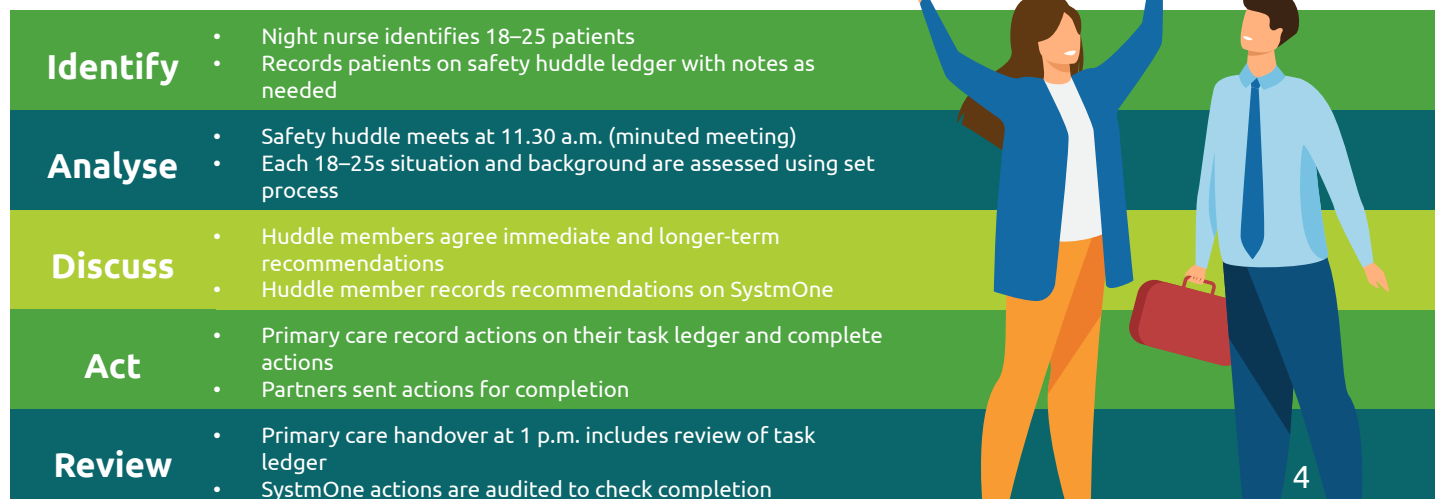 Identify
• Night nurse identifies 18–25 patients
• Records patients on safety huddle ledger with notes as
needed
Analyse
• Safety huddle meets at 11.30 a.m. (minuted meeting)
• Each 18–25s situation and background are assessed using set
process
Discuss
• Huddle members agree immediate and longer-term
recommendations
• Huddle member records recommendations on SystmOne
Act
• Primary care record actions on their task ledger and complete
actions
• Partners sent actions for completion
Review
• Primary care handover at 1 p.m. includes review of task
ledger
• SystmOne actions are audited to check completion
4